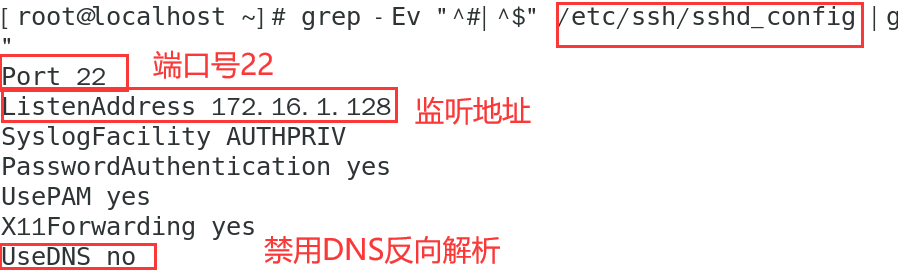 [ root@localhost ~] # grep - Ev "^#| ^$" /etc/ssh/sshd_config | g
"
Port 22
端口号22
ListenAddress 172. 16. 1. 128
监听地址
SyslogFacility AUTHPRIV
PasswordAuthentication yes
UsePAM yes
X11Forwarding yes
UseDNS no
禁用DNS反向解析